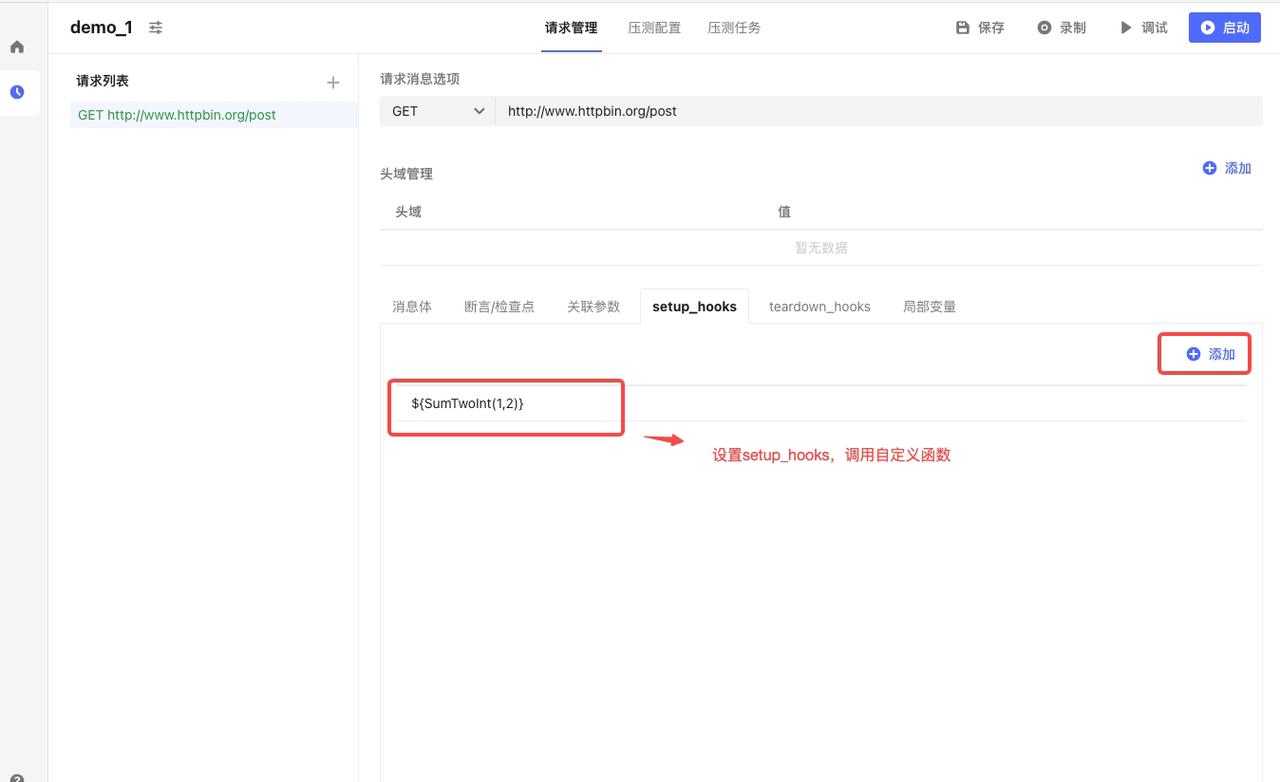 demo_1
请求管理 压测配置 压测任务
保存 录制 调试 启动
请求列表
GET http://www.httpbin.org/post
请求消息选项
GET http://www.httpbin.org/post
头域管理 添加
头域 值
暂无数据
消息体 断言/检查点 关联参数 setup_hooks teardown_hooks 局部变量
添加
${SumTwoInt(1,2)}
设置setup_hooks，调用自定义函数